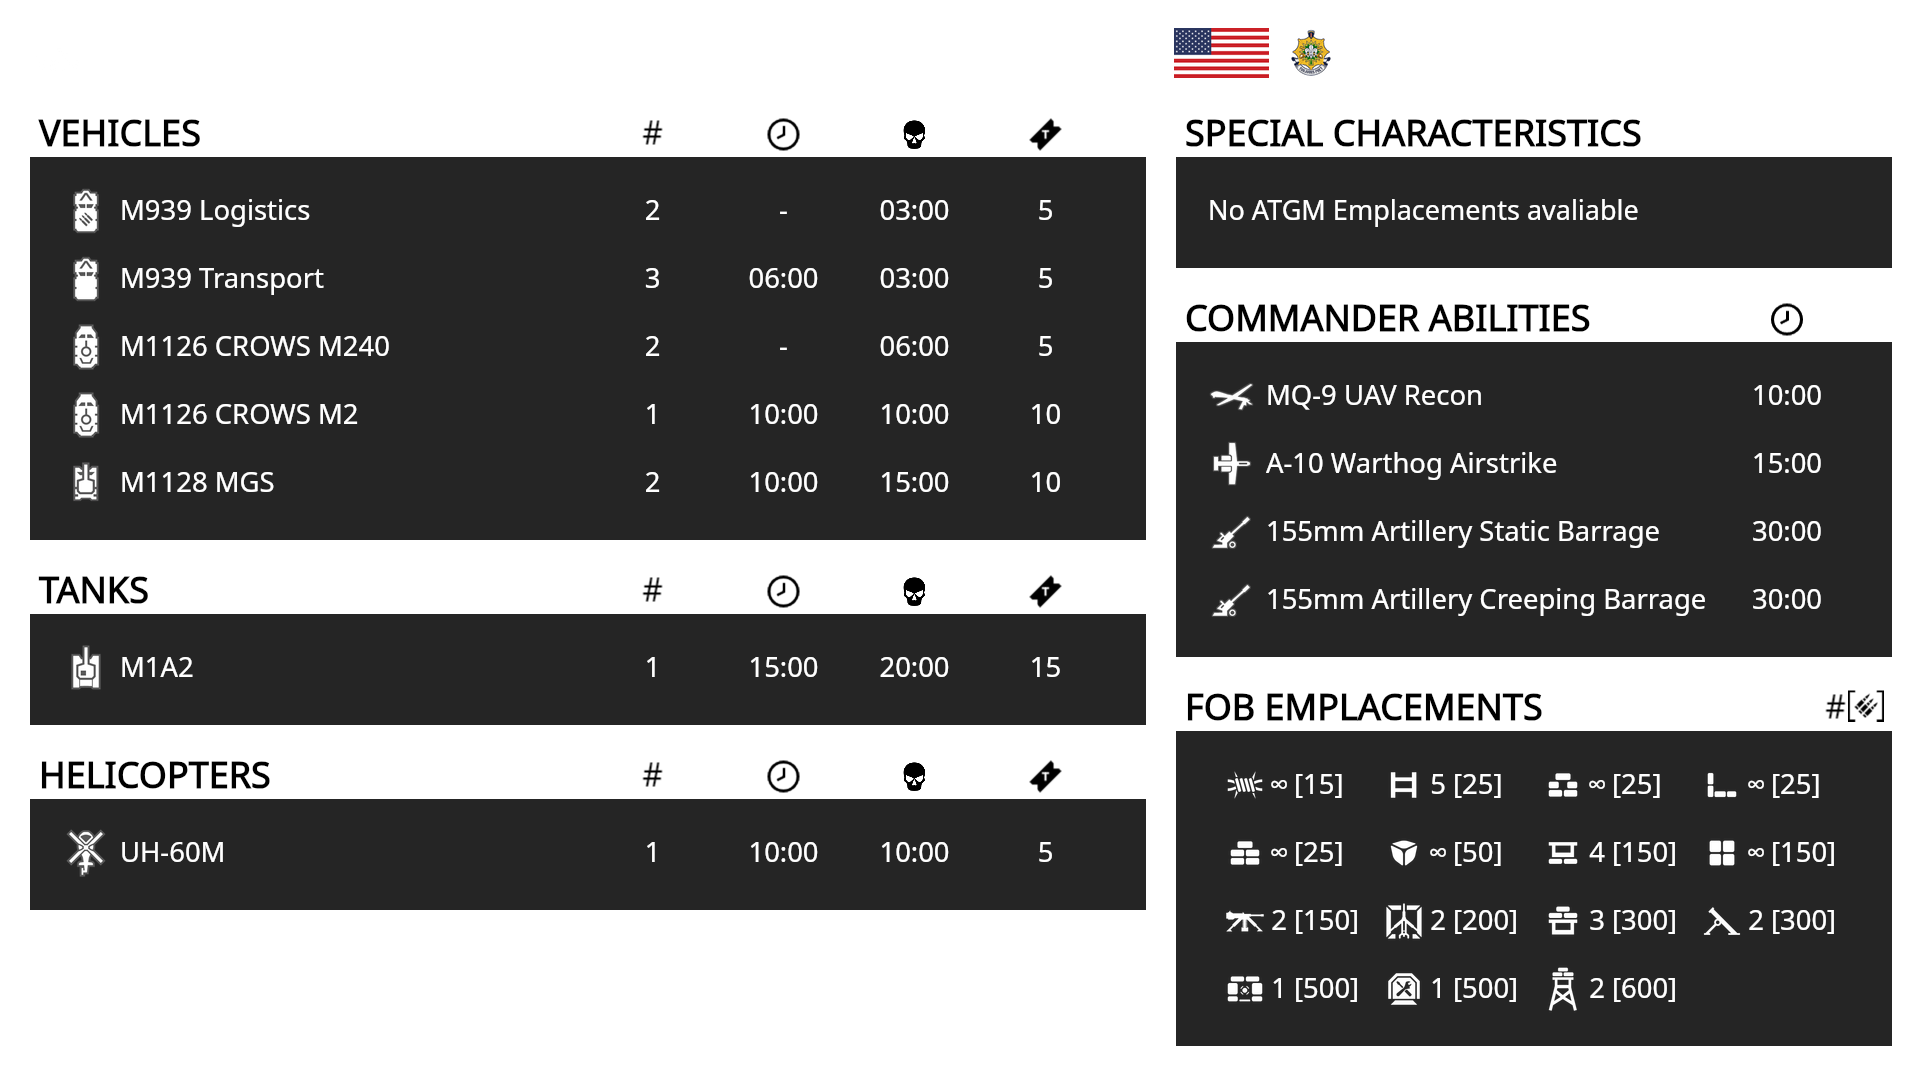 VEHICLES #
M939 Logistics 2 - 03:00 5
M939 Transport 3 06:00 03:00 5
M1126 CROWS M240 2 - 06:00 5
M1126 CROWS M2 1 10:00 10:00 10
M1128 MGS 2 10:00 15:00 10
TANKS #
M1A2 1 15:00 20:00 15
HELICOPTERS #
UH-60M 1 10:00 10:00 5
SPECIAL CHARACTERISTICS
No ATGM Emplacements avaliable
COMMANDER ABILITIES
MQ-9 UAV Recon 10:00
A-10 Warthog Airstrike 15:00
155mm Artillery Static Barrage 30:00
155mm Artillery Creeping Barrage 30:00
FOB EMPLACEMENTS #[]
∞ [15] 5 [25] ∞ [25] ∞ [25]
∞ [25] ∞ [50] 4 [150] ∞ [150]
2 [150] 2 [200] 3 [300] 2 [300]
1 [500] 1 [500] 2 [600]